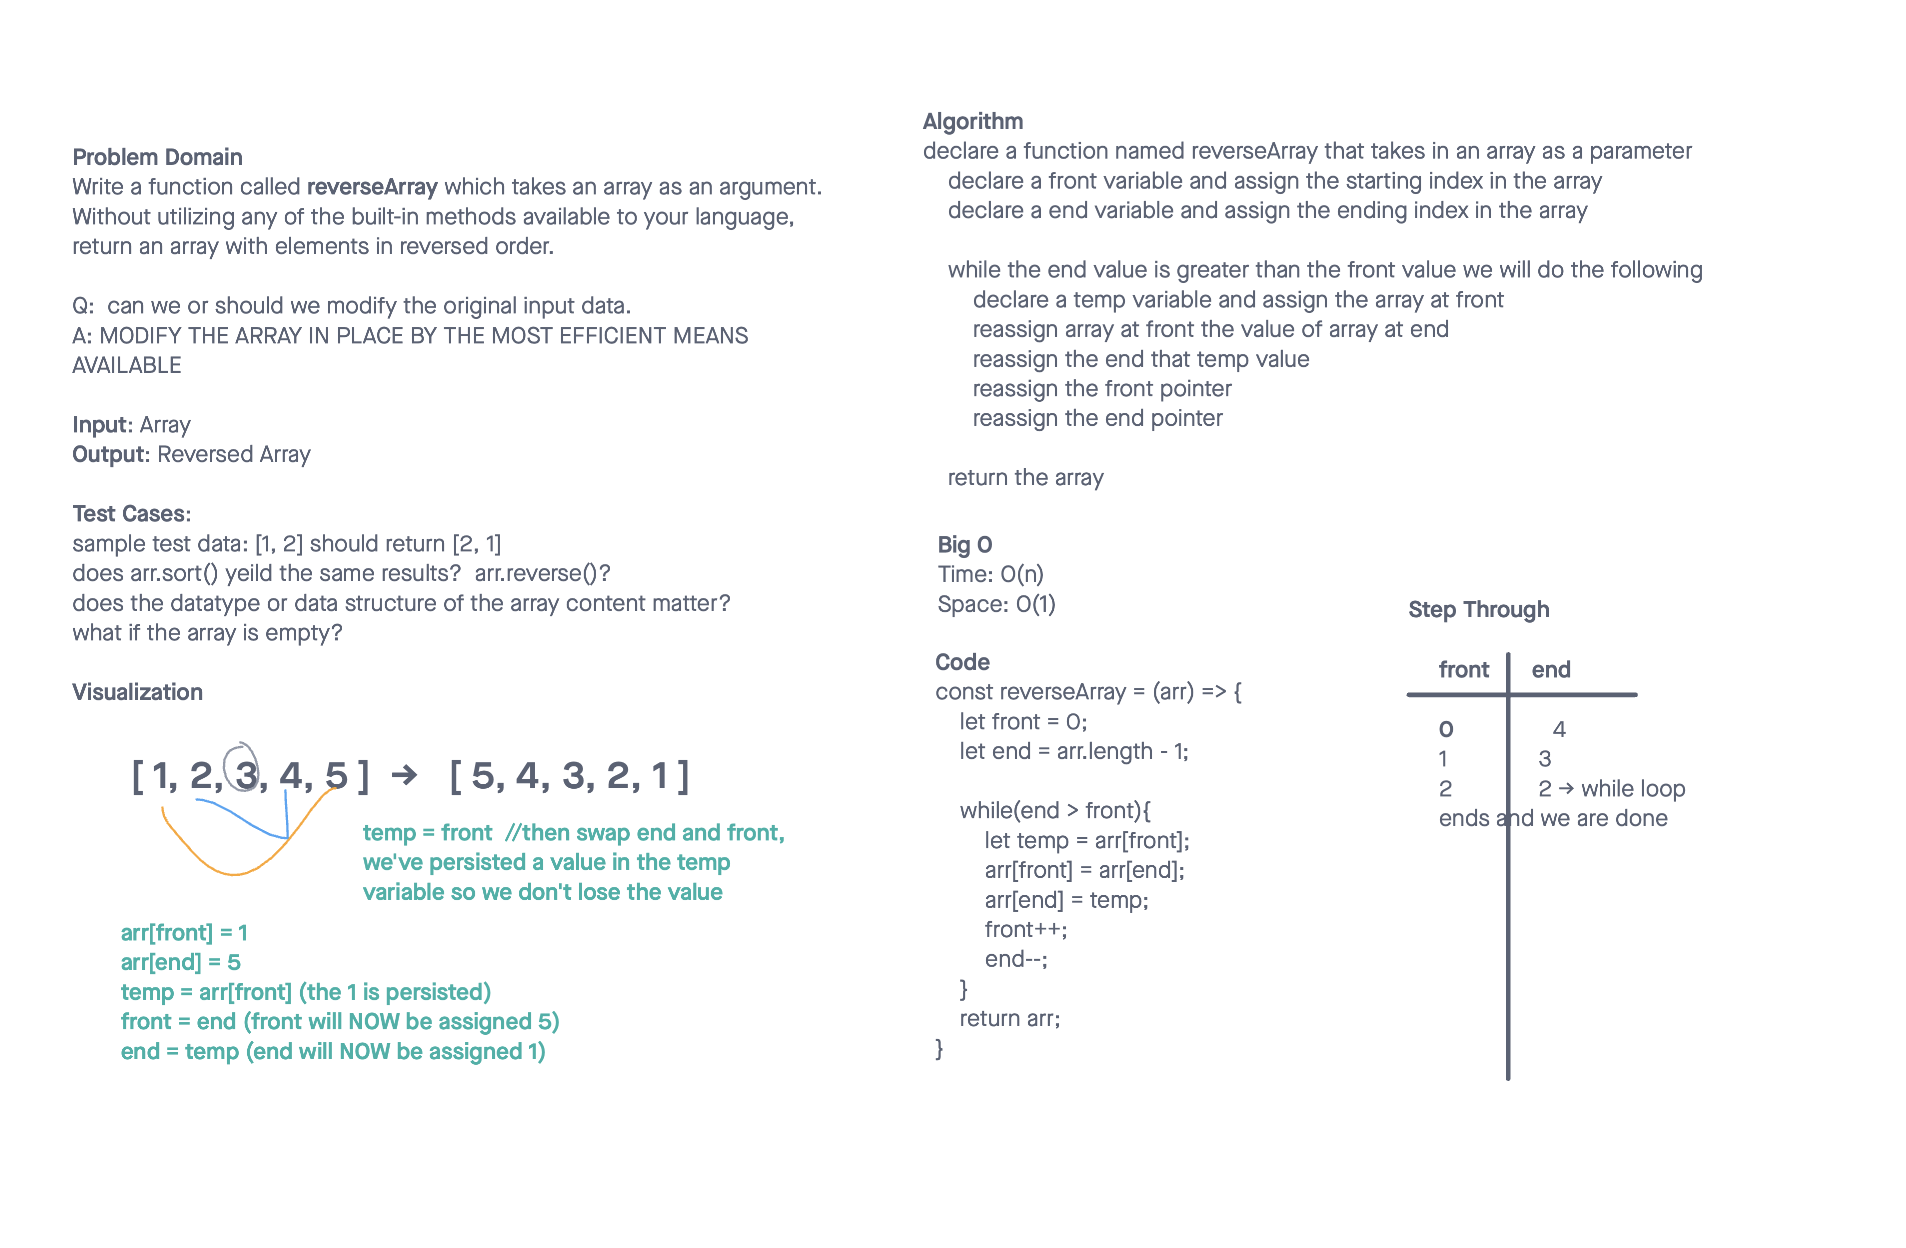 Problem Domain
Write a function called reverseArray which takes an array as an argument.
Without utilizing any of the built-in methods available to your language,
return an array with elements in reversed order.
Q:  can we or should we modify the original input data.
A: MODIFY THE ARRAY IN PLACE BY THE MOST EFFICIENT MEANS
AVAILABLE
Input: Array
Output: Reversed Array
Test Cases:
sample test data: [1, 2] should return [2, 1]
does arr.sort() yeild the same results?  arr.reverse()?
does the datatype or data structure of the array content matter?
what if the array is empty?
Visualization
[ 1, 2, 3, 4, 5 ] → [ 5, 4, 3, 2, 1 ]
temp = front  //then swap end and front,
we've persisted a value in the temp
variable so we don't lose the value
arr[front] = 1
arr[end] = 5
temp = arr[front] (the 1 is persisted)
front = end (front will NOW be assigned 5)
end = temp (end will NOW be assigned 1)
Algorithm
declare a function named reverseArray that takes in an array as a parameter
declare a front variable and assign the starting index in the array
declare a end variable and assign the ending index in the array
while the end value is greater than the front value we will do the following
declare a temp variable and assign the array at front
reassign array at front the value of array at end
reassign the end that temp value
reassign the front pointer
reassign the end pointer
return the array
Big O
Time: O(n)
Space: O(1)
Code
const reverseArray = (arr) => {
let front = 0;
let end = arr.length - 1;
while(end > front){
let temp = arr[front];
arr[front] = arr[end];
arr[end] = temp;
front++;
end--;
}
return arr;
}
Step Through
front end
0 4
1 3
2 2 → while loop
ends and we are done